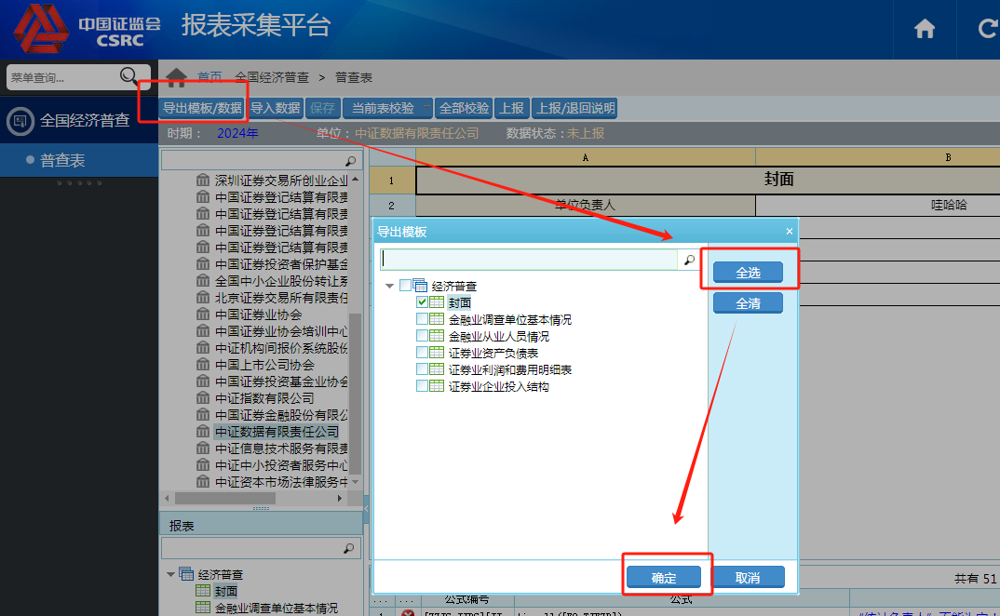 中国证监会
CSRC
报表采集平台
菜单查询...
首页 全国经济普查 > 普查表
导出模板/数据 导入数据 保存 当前表校验 全部校验 上报 上报/退回说明
全国经济普查
普查表
时期： 2024年 单位：中证数据有限责任公司 数据状态：未上报
深圳证券交易所创业企业
中国证券登记结算有限责
中国证券登记结算有限责
中国证券登记结算有限责
中国证券登记结算有限责
中国证券投资者保护基金
全国中小企业股份转让系
北京证券交易所有限责任
中国证券业协会
中国证券业协会培训中心
中证机构间报价系统股份
中国上市公司协会
中国证券投资基金业协会
中证指数有限公司
中国证券金融股份有限公
中证数据有限责任公司
中证信息技术服务有限责
中证中小投资者服务中心
中证资本市场法律服务中
报表
经济普查
封面
金融业调查单位基本情况
A B
1 封面
2 单位负责人 哇哈哈
导出模板 ×
全选
全清
经济普查
封面
金融业调查单位基本情况
金融业从业人员情况
证券业资产负债表
证券业利润和费用明细表
证券业企业投入结构
确定 取消
共有 51
... ... 公式编号 公式
1